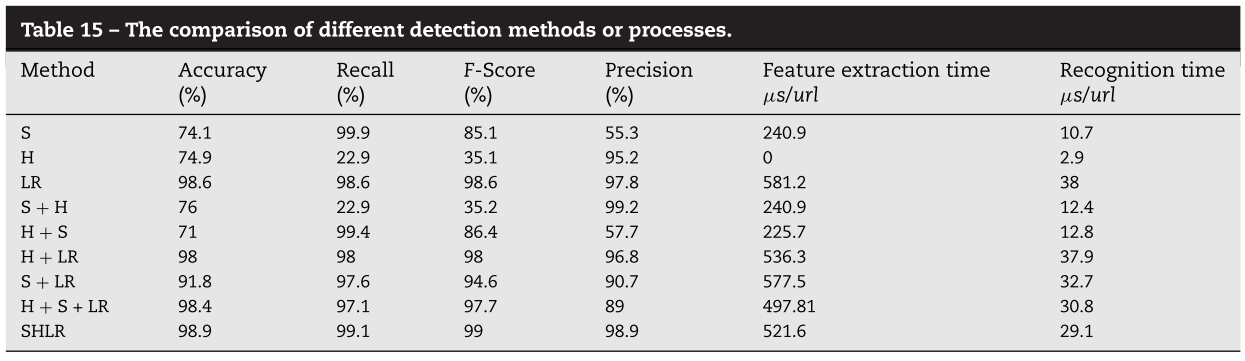 Table 15 – The comparison of different detection methods or processes.
Method Accuracy Recall F-Score Precision Feature extraction time Recognition time
(%) (%) (%) (%) μs/url μs/url
S 74.1 99.9 85.1 55.3 240.9 10.7
H 74.9 22.9 35.1 95.2 0 2.9
LR 98.6 98.6 98.6 97.8 581.2 38
S + H 76 22.9 35.2 99.2 240.9 12.4
H + S 71 99.4 86.4 57.7 225.7 12.8
H + LR 98 98 98 96.8 536.3 37.9
S + LR 91.8 97.6 94.6 90.7 577.5 32.7
H + S + LR 98.4 97.1 97.7 89 497.81 30.8
SHLR 98.9 99.1 99 98.9 521.6 29.1